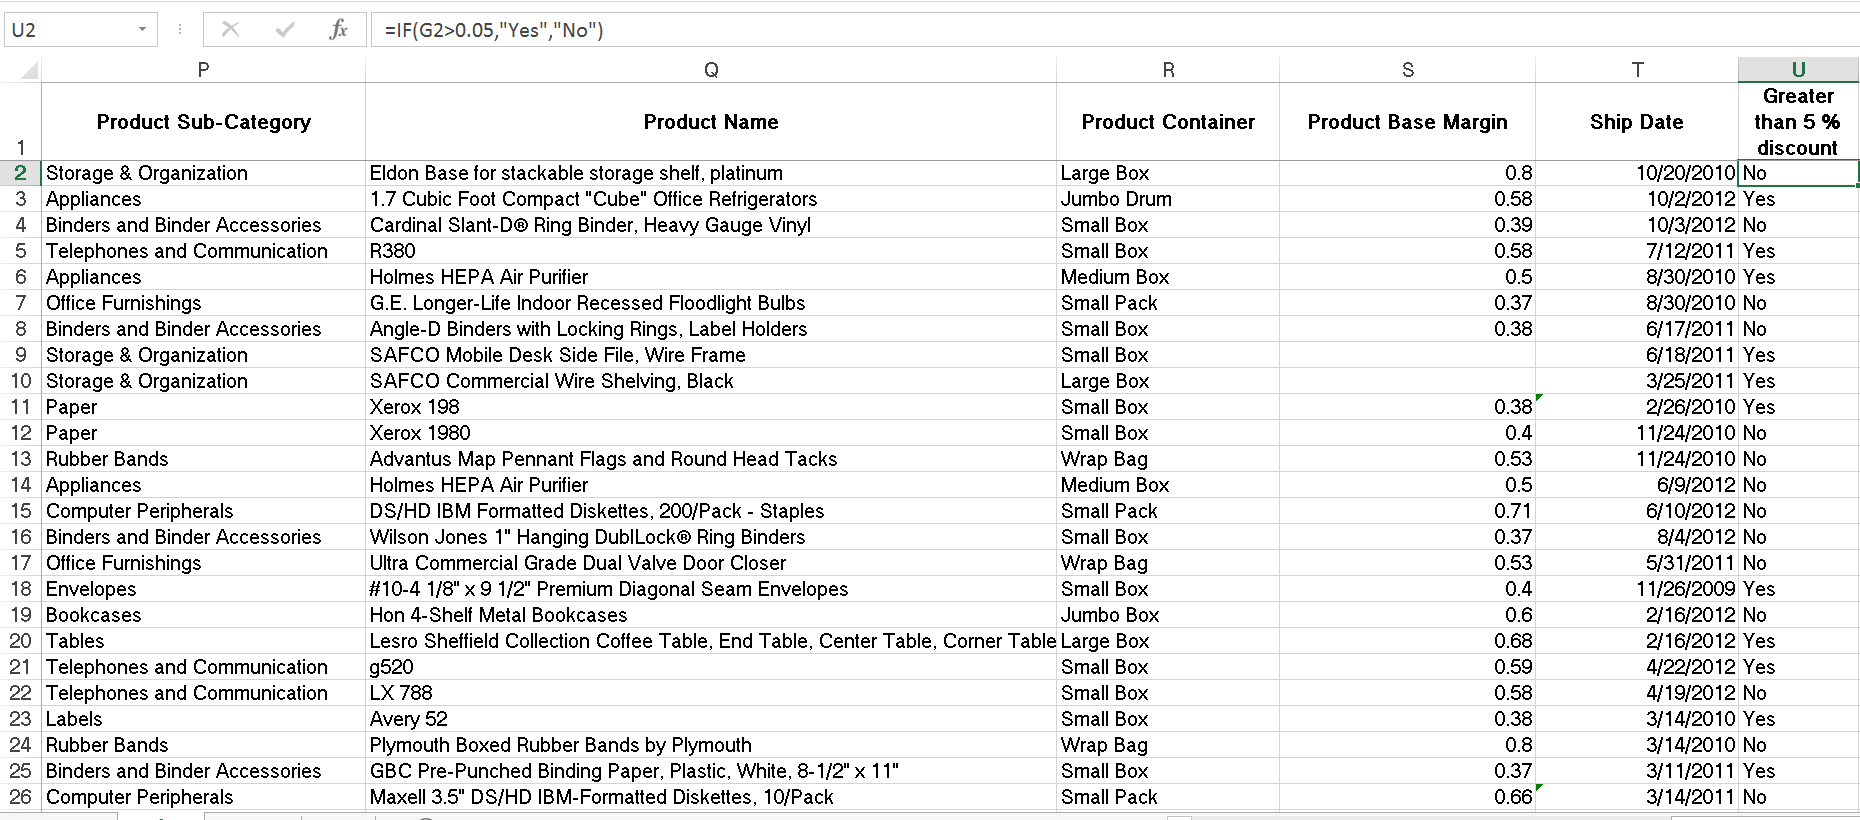 U2 fx =IF(G2>0.05,"Yes","No")
P Q R S T U
1 Product Sub-Category Product Name Product Container Product Base Margin Ship Date Greater than 5 % discount
2 Storage & Organization Eldon Base for stackable storage shelf, platinum Large Box 0.8 10/20/2010 No
3 Appliances 1.7 Cubic Foot Compact "Cube" Office Refrigerators Jumbo Drum 0.58 10/2/2012 Yes
4 Binders and Binder Accessories Cardinal Slant-D® Ring Binder, Heavy Gauge Vinyl Small Box 0.39 10/3/2012 No
5 Telephones and Communication R380 Small Box 0.58 7/12/2011 Yes
6 Appliances Holmes HEPA Air Purifier Medium Box 0.5 8/30/2010 Yes
7 Office Furnishings G.E. Longer-Life Indoor Recessed Floodlight Bulbs Small Pack 0.37 8/30/2010 No
8 Binders and Binder Accessories Angle-D Binders with Locking Rings, Label Holders Small Box 0.38 6/17/2011 No
9 Storage & Organization SAFCO Mobile Desk Side File, Wire Frame Small Box 6/18/2011 Yes
10 Storage & Organization SAFCO Commercial Wire Shelving, Black Large Box 3/25/2011 Yes
11 Paper Xerox 198 Small Box 0.38 2/26/2010 Yes
12 Paper Xerox 1980 Small Box 0.4 11/24/2010 No
13 Rubber Bands Advantus Map Pennant Flags and Round Head Tacks Wrap Bag 0.53 11/24/2010 No
14 Appliances Holmes HEPA Air Purifier Medium Box 0.5 6/9/2012 No
15 Computer Peripherals DS/HD IBM Formatted Diskettes, 200/Pack - Staples Small Pack 0.71 6/10/2012 No
16 Binders and Binder Accessories Wilson Jones 1" Hanging DublLock® Ring Binders Small Box 0.37 8/4/2012 No
17 Office Furnishings Ultra Commercial Grade Dual Valve Door Closer Wrap Bag 0.53 5/31/2011 No
18 Envelopes #10-4 1/8" x 9 1/2" Premium Diagonal Seam Envelopes Small Box 0.4 11/26/2009 Yes
19 Bookcases Hon 4-Shelf Metal Bookcases Jumbo Box 0.6 2/16/2012 No
20 Tables Lesro Sheffield Collection Coffee Table, End Table, Center Table, Corner Table Large Box 0.68 2/16/2012 Yes
21 Telephones and Communication g520 Small Box 0.59 4/22/2012 Yes
22 Telephones and Communication LX 788 Small Box 0.58 4/19/2012 No
23 Labels Avery 52 Small Box 0.38 3/14/2010 Yes
24 Rubber Bands Plymouth Boxed Rubber Bands by Plymouth Wrap Bag 0.8 3/14/2010 No
25 Binders and Binder Accessories GBC Pre-Punched Binding Paper, Plastic, White, 8-1/2" x 11" Small Box 0.37 3/11/2011 Yes
26 Computer Peripherals Maxell 3.5" DS/HD IBM-Formatted Diskettes, 10/Pack Small Pack 0.66 3/14/2011 No